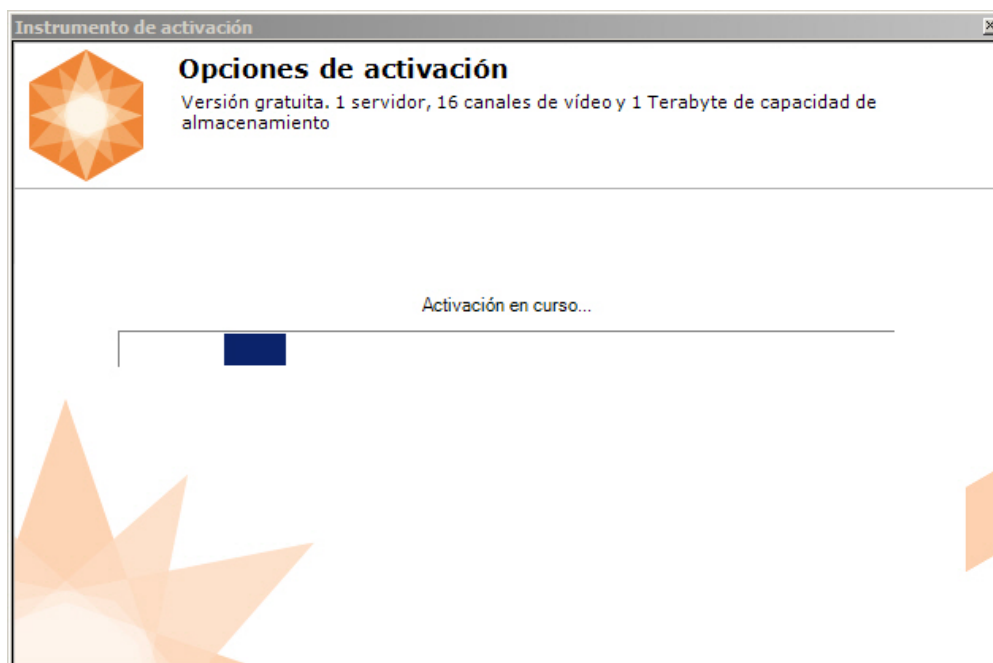 Instrumento de activación
Opciones de activación
Versión gratuita. 1 servidor, 16 canales de vídeo y 1 Terabyte de capacidad de
almacenamiento
Activación en curso...